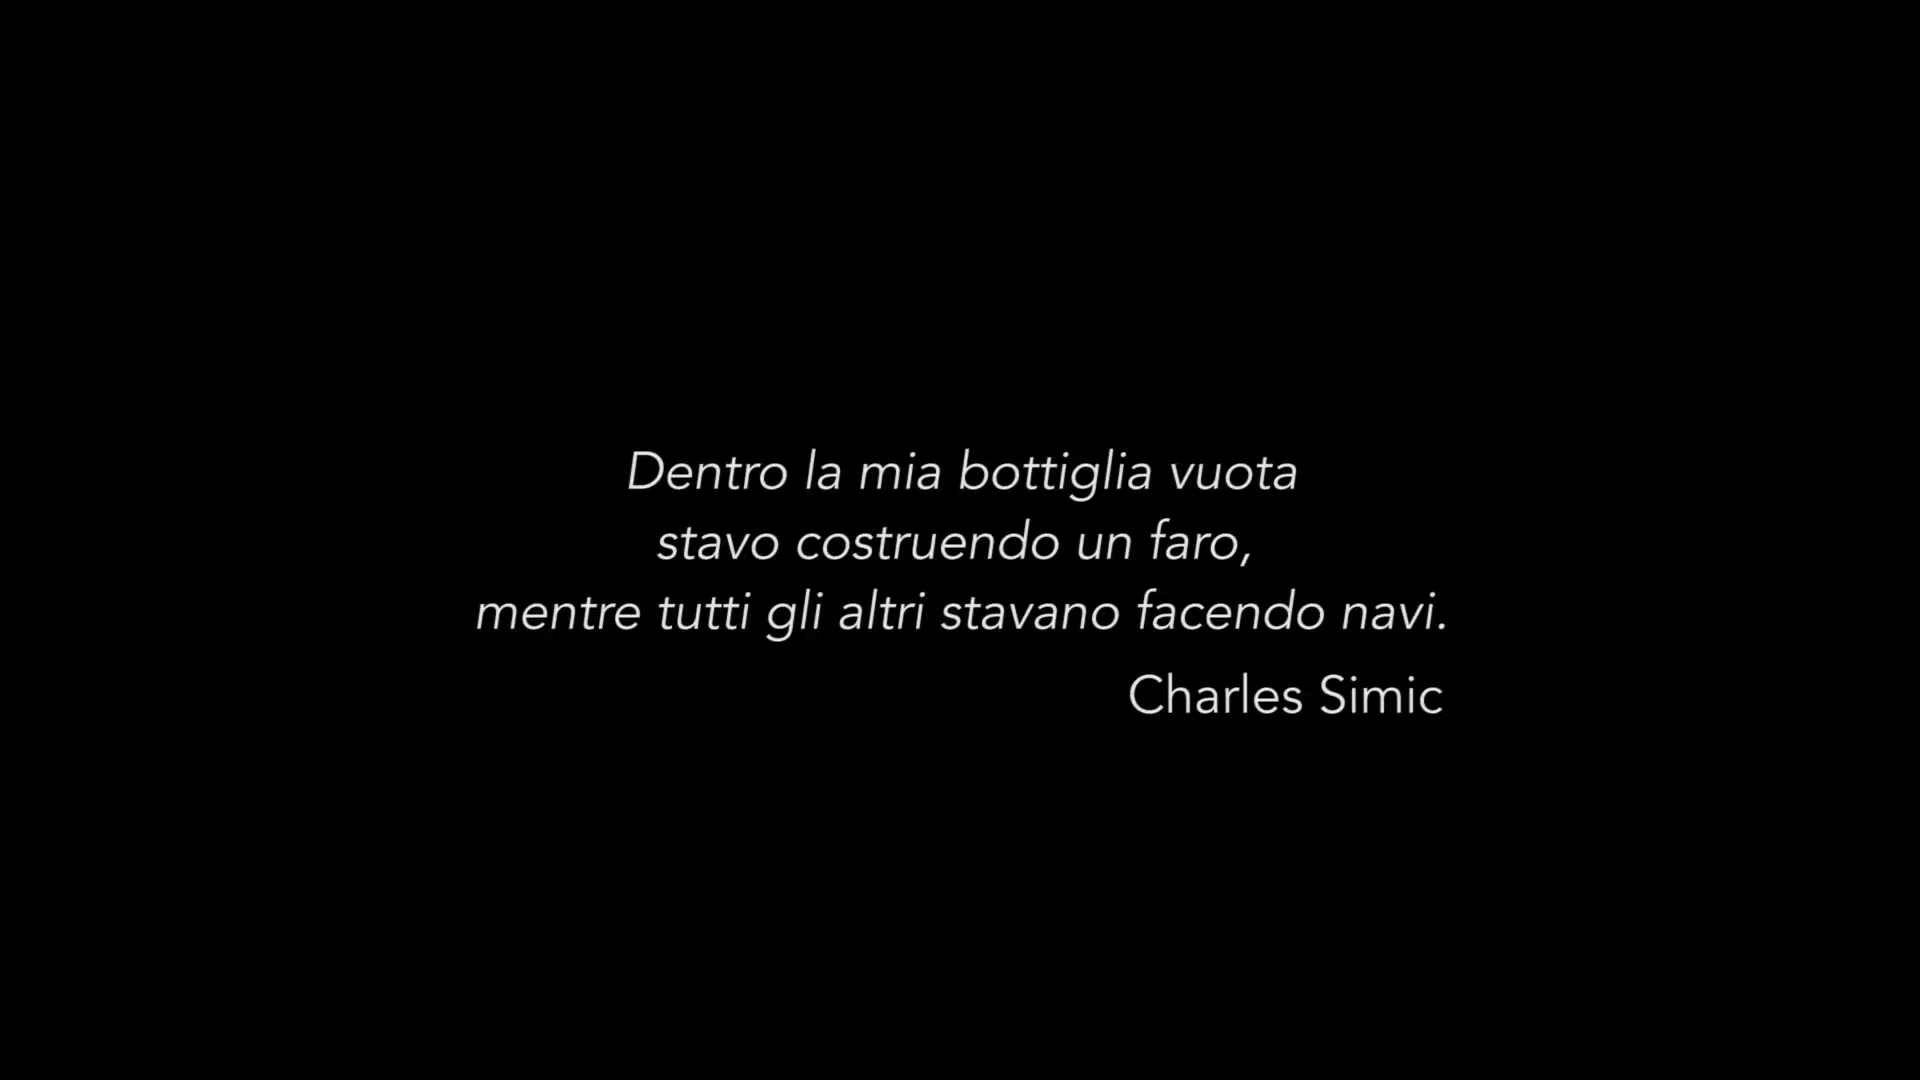 Dentro la mia bottiglia vuota
stavo costruendo un faro,
mentre tutti gli altri stavano facendo navi.
Charles Simic